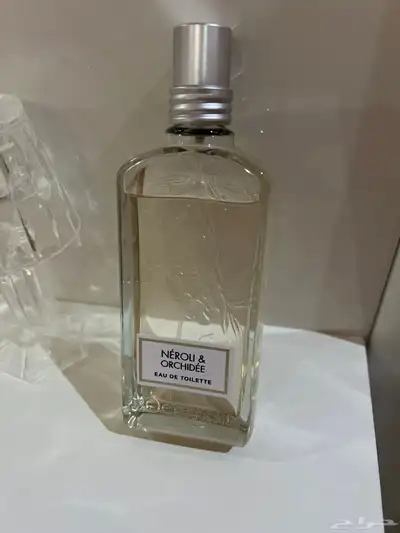 NÉROLI &
ORCHIDÉE
EAU DE TOILETTE
حراج